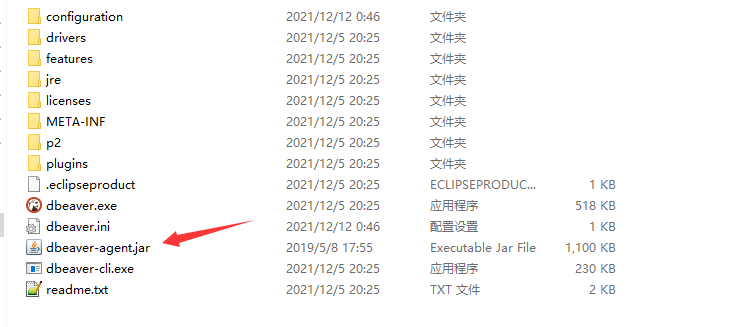 configuration 2021/12/12 0:46 文件夹
drivers 2021/12/5 20:25 文件夹
features 2021/12/5 20:25 文件夹
jre 2021/12/5 20:25 文件夹
licenses 2021/12/5 20:25 文件夹
META-INF 2021/12/5 20:25 文件夹
p2 2021/12/5 20:25 文件夹
plugins 2021/12/5 20:25 文件夹
.eclipseproduct 2021/12/5 20:25 ECLIPSEPRODUC... 1 KB
dbeaver.exe 2021/12/5 20:25 应用程序 518 KB
dbeaver.ini 2021/12/12 0:46 配置设置 1 KB
dbeaver-agent.jar 2019/5/8 17:55 Executable Jar File 1,100 KB
dbeaver-cli.exe 2021/12/5 20:25 应用程序 230 KB
readme.txt 2021/12/5 20:25 TXT 文件 2 KB